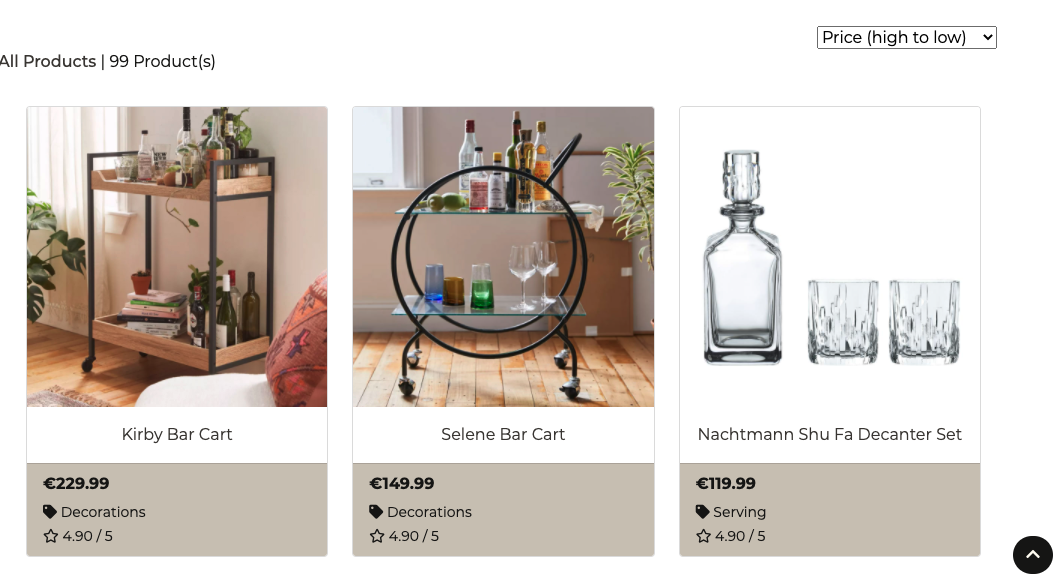 Price (high to low)
All Products | 99 Product(s)
Kirby Bar Cart
Selene Bar Cart
Nachtmann Shu Fa Decanter Set
€229.99
€149.99
€119.99
Decorations
Decorations
Serving
4.90 / 5
4.90 / 5
4.90 / 5